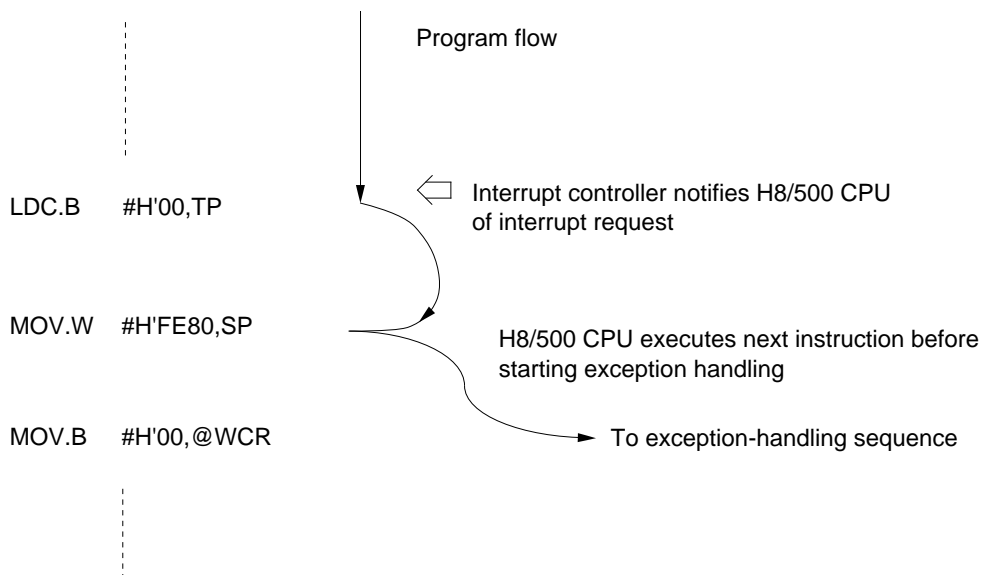 Program flow
LDC.B #H'00,TP
Interrupt controller notifies H8/500 CPU
of interrupt request
MOV.W #H'FE80,SP
H8/500 CPU executes next instruction before
starting exception handling
MOV.B #H'00,@WCR
To exception-handling sequence